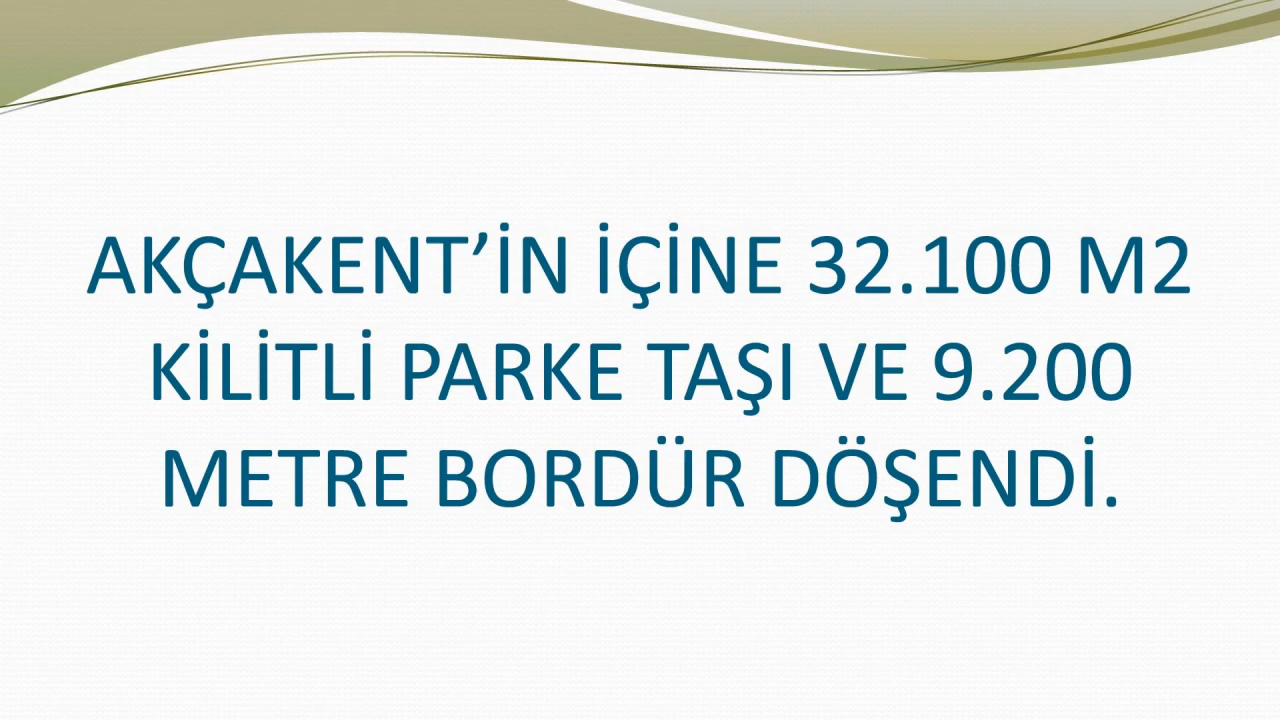 AKÇAKENT’İN İÇİNE 32.100 M2
KİLİTLİ PARKE TAŞI VE 9.200
METRE BORDÜR DÖŞENDİ.